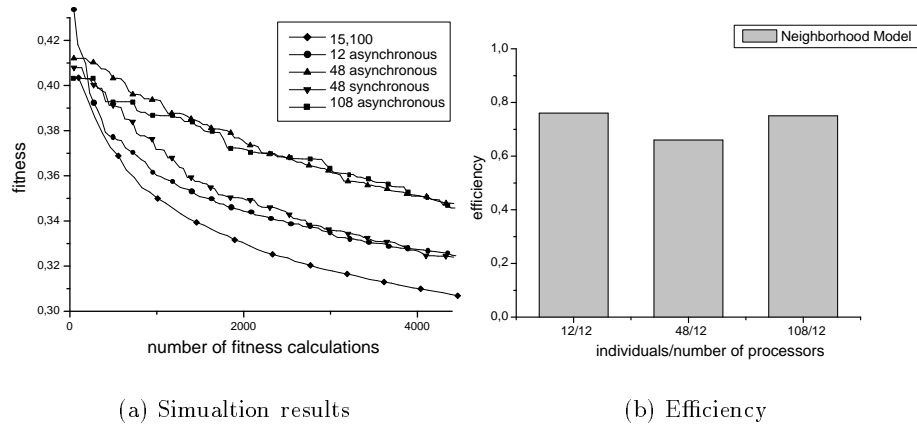 0,42
0,40
0,38
0,36
0,34
0,32
0,30
fitness
15,100
12 asynchronous
48 asynchronous
48 synchronous
108 asynchronous
0
2000
4000
number of fitness calculations
(a) Simualtion results
Neighborhood Model
1,0
0,8
0,6
0,4
0,2
0,0
efficiency
12/12
48/12
108/12
individuals/number of processors
(b) Efficiency